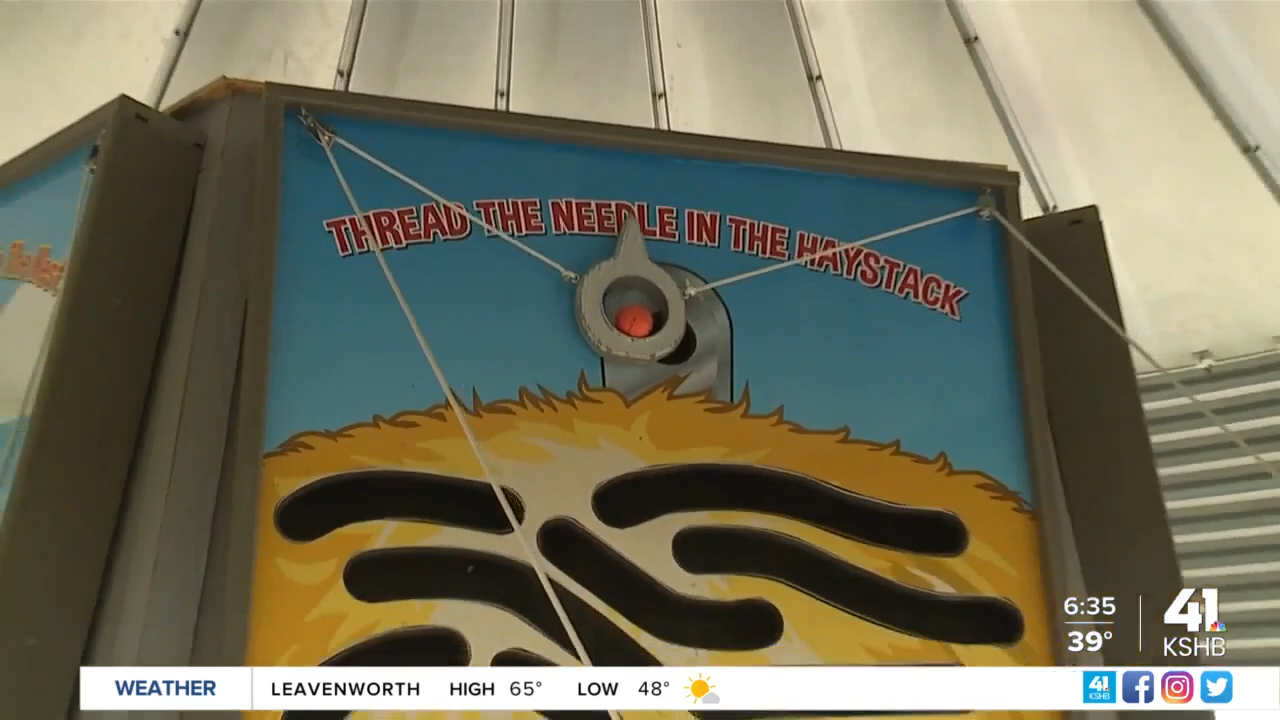 THREAD THE NEEDLE IN THE HAYSTACK
6:35
39°
41
KSHB
WEATHER LEAVENWORTH HIGH 65° LOW 48°
41
KSHB